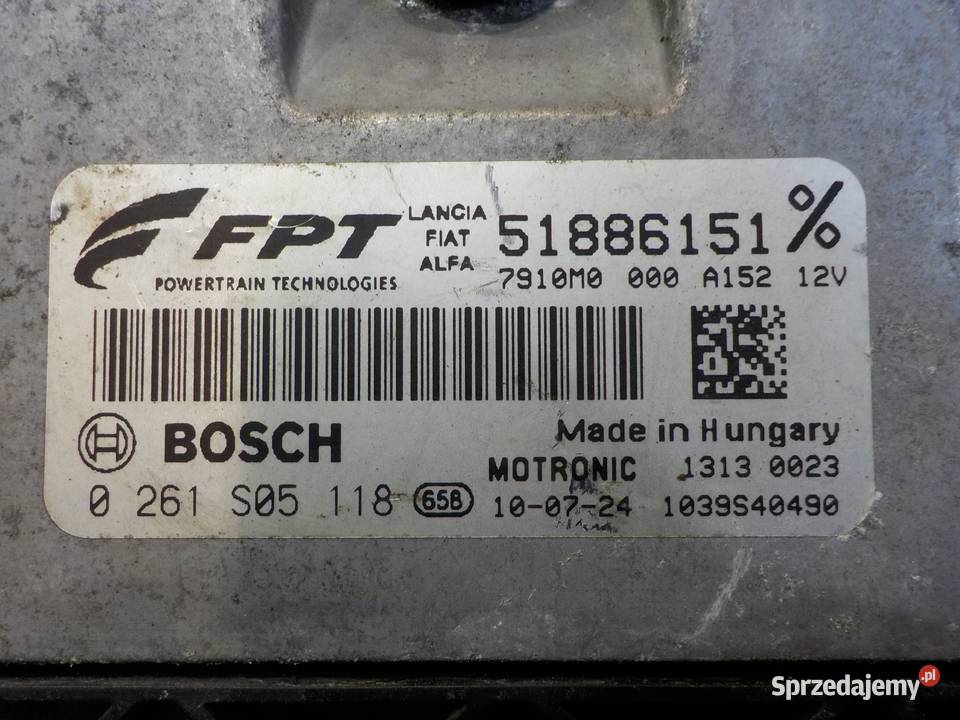 FPT
POWERTRAIN TECHNOLOGIES
LANCIA
FIAT
ALFA
51886151 %
7910M0 000 A152 12V
BOSCH
Made in Hungary
MOTRONIC 1313 0023
0 261 S05 118 658
10-07-24 1039S40490
Sprzedajemy.pl